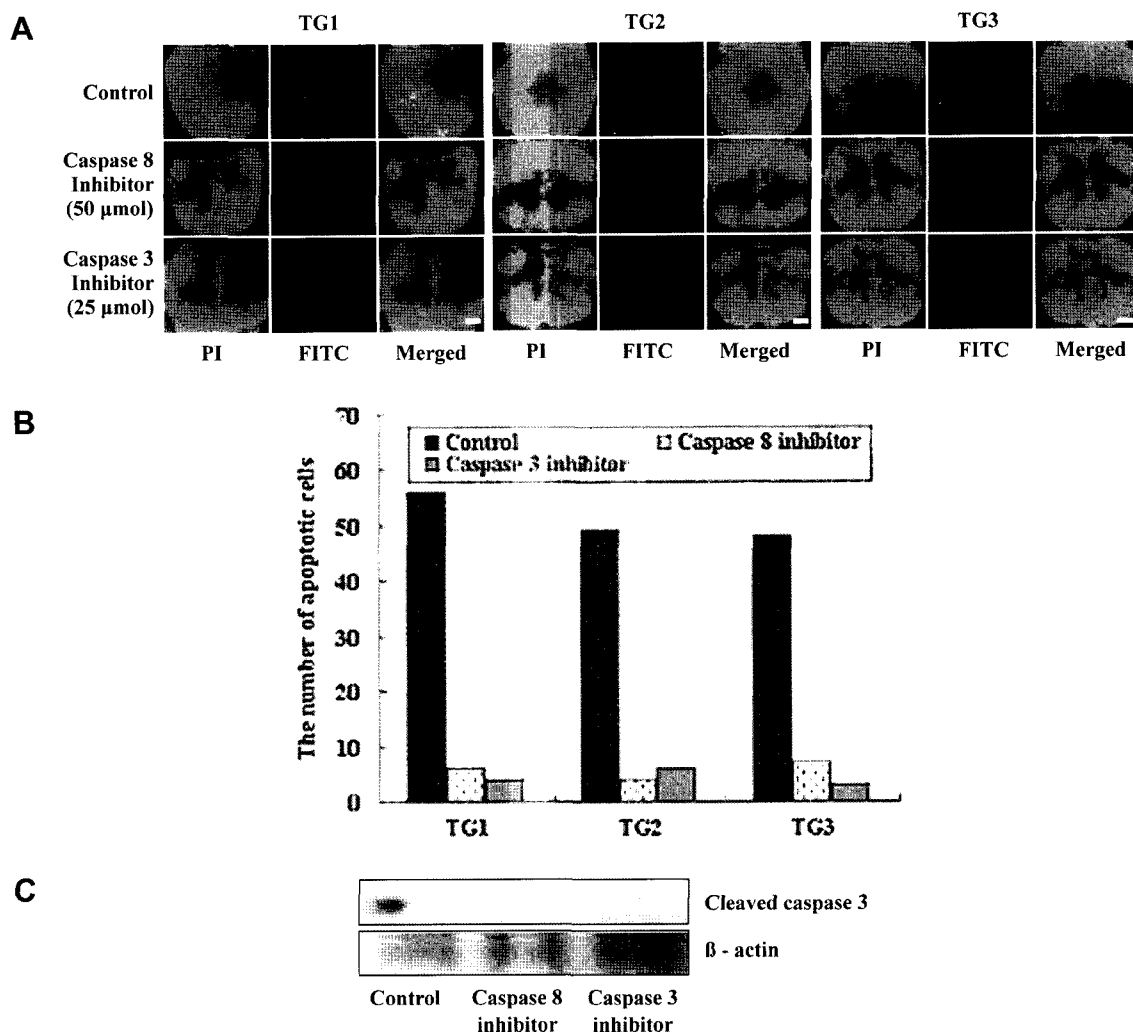 A
TG1 TG2 TG3
Control
Caspase 8
Inhibitor
(50 µmol)
Caspase 3
Inhibitor
(25 µmol)
PI FITC Merged PI FITC Merged PI FITC Merged
B
70
60
50
40
30
20
10
0
The number of apoptotic cells
Control Caspase 8 inhibitor
Caspase 3 inhibitor
TG1 TG2 TG3
C
Cleaved caspase 3
ß - actin
Control Caspase 8 Caspase 3
inhibitor inhibitor